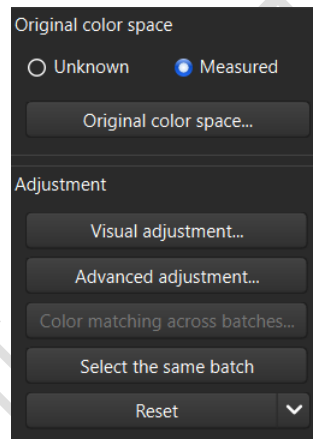 Original color space
Unknown
Measured
Original color space...
Adjustment
Visual adjustment...
Advanced adjustment...
Color matching across batches...
Select the same batch
Reset